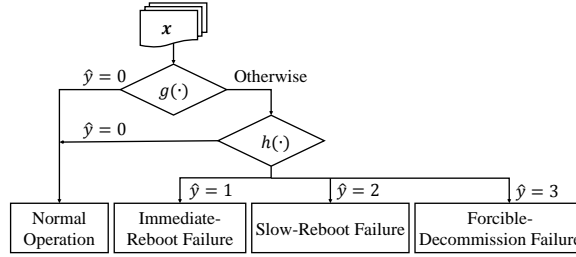 x
ŷ = 0
Otherwise
g(·)
ŷ = 0
h(·)
ŷ = 1
ŷ = 2
ŷ = 3
Normal
Operation
Immediate-
Reboot Failure
Slow-Reboot Failure
Forcible-
Decommission Failure